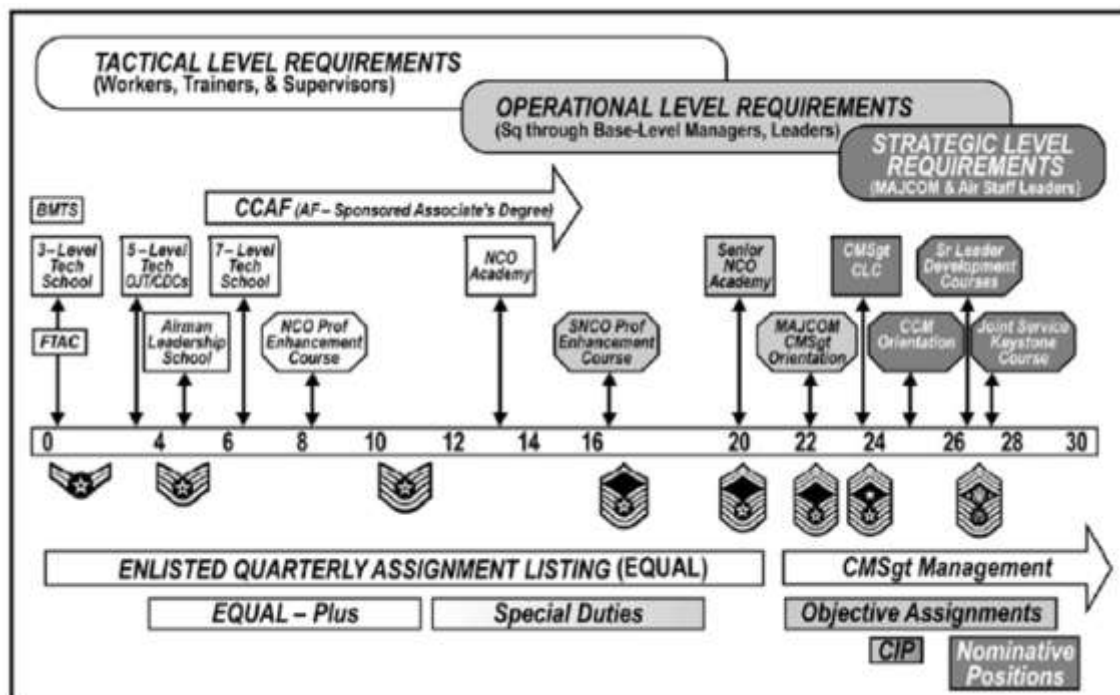 TACTICAL LEVEL REQUIREMENTS
(Workers, Trainers, & Supervisors)
OPERATIONAL LEVEL REQUIREMENTS
(Sq through Base-Level Managers, Leaders)
STRATEGIC LEVEL
REQUIREMENTS
(MAJCOM & Air Staff Leaders)
BMTS
CCAF (AF – Sponsored Associate's Degree)
3–Level
Tech
School
5–Level
Tech
OJT/CDCs
7–Level
Tech
School
NCO
Academy
Senior
NCO
Academy
CMSgt
CLC
Sr Leader
Development
Courses
FTAC
Airman
Leadership
School
NCO Prof
Enhancement
Course
SNCO Prof
Enhancement
Course
MAJCOM
CMSgt
Orientation
CCM
Orientation
Joint Service
Keystone
Course
0 4 6 8 10 12 14 16 20 22 24 26 28 30
ENLISTED QUARTERLY ASSIGNMENT LISTING (EQUAL)
CMSgt Management
EQUAL – Plus
Special Duties
Objective Assignments
CIP
Nominative
Positions